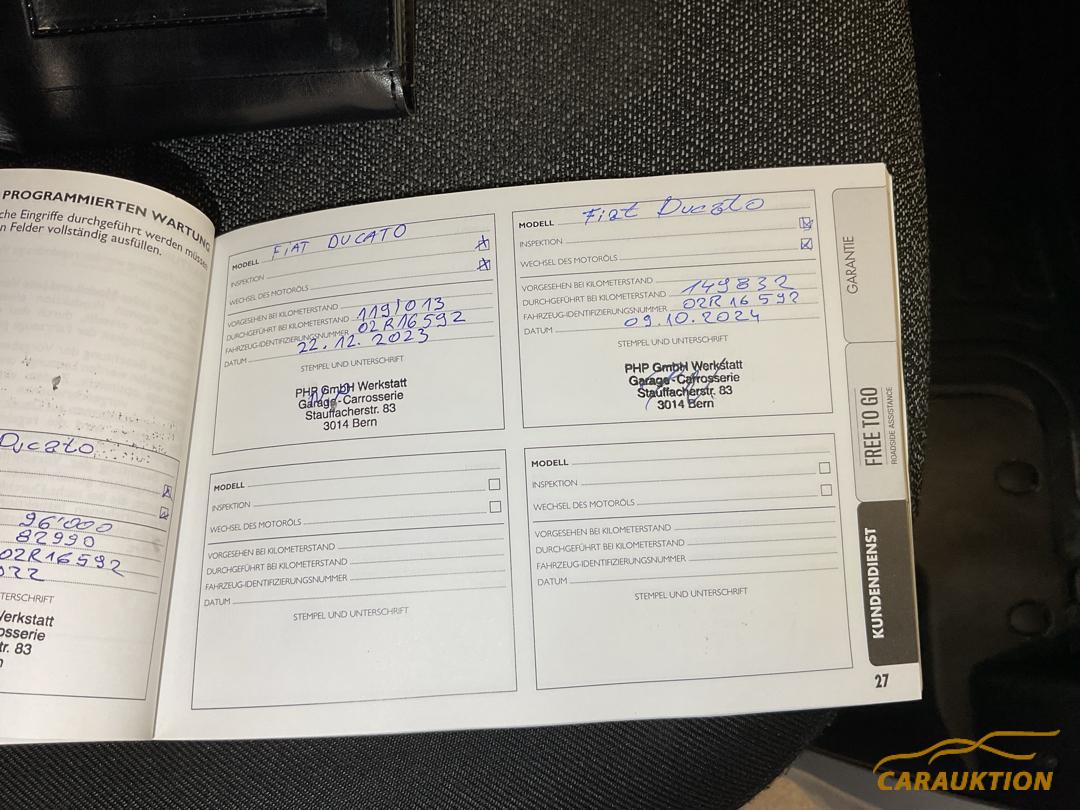 PROGRAMMIERTEN WARTUNG
che Eingriffe durchgeführt werden müssen
n Felder vollständig ausfüllen.
Ducato
96'000
82990
02R16592
022
TERSCHRIFT
erkstatt
osserie
tr. 83
MODELL FIAT DUCATO
INSPEKTION
WECHSEL DES MOTORÖLS
VORGESEHEN BEI KILOMETERSTAND
DURCHGEFÜHRT BEI KILOMETERSTAND 119'013
FAHRZEUG-IDENTIFIZIERUNGSNUMMER 02R16592
DATUM 22.12.2023
STEMPEL UND UNTERSCHRIFT
PHP GmbH Werkstatt
Garage-Carrosserie
Stauffacherstr. 83
3014 Bern
MODELL Fiat Ducato
INSPEKTION
WECHSEL DES MOTORÖLS
VORGESEHEN BEI KILOMETERSTAND
DURCHGEFÜHRT BEI KILOMETERSTAND 149832
FAHRZEUG-IDENTIFIZIERUNGSNUMMER 02R16592
DATUM 09.10.2024
STEMPEL UND UNTERSCHRIFT
PHP GmbH Werkstatt
Garage-Carrosserie
Stauffacherstr. 83
3014 Bern
MODELL
INSPEKTION
WECHSEL DES MOTORÖLS
VORGESEHEN BEI KILOMETERSTAND
DURCHGEFÜHRT BEI KILOMETERSTAND
FAHRZEUG-IDENTIFIZIERUNGSNUMMER
DATUM
STEMPEL UND UNTERSCHRIFT
MODELL
INSPEKTION
WECHSEL DES MOTORÖLS
VORGESEHEN BEI KILOMETERSTAND
DURCHGEFÜHRT BEI KILOMETERSTAND
FAHRZEUG-IDENTIFIZIERUNGSNUMMER
DATUM
STEMPEL UND UNTERSCHRIFT
GARANTIE
FREE TO GO
ROADSIDE ASSISTANCE
KUNDENDIENST
27
CARAUKTION